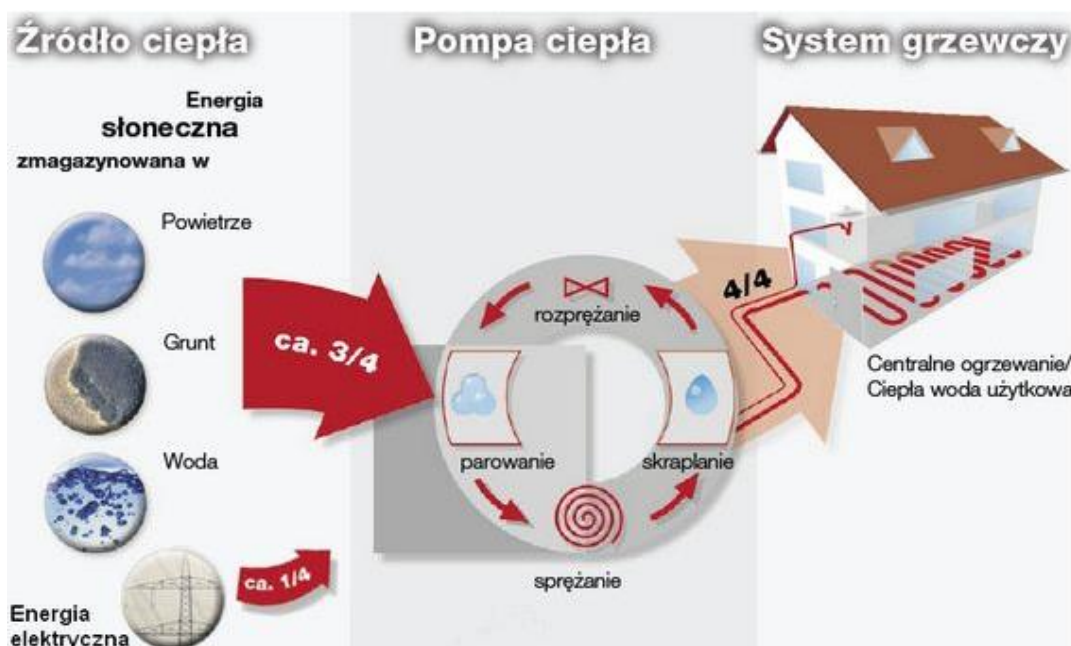 Źródło ciepła
Energia
słoneczna
zmagazynowana w
Powietrze
Grunt
Woda
Energia
elektryczna
ca. 3/4
ca. 1/4
Pompa ciepła
rozprężanie
parowanie
skraplanie
sprężanie
4/4
System grzewczy
Centralne ogrzewanie/
Ciepła woda użytkowa